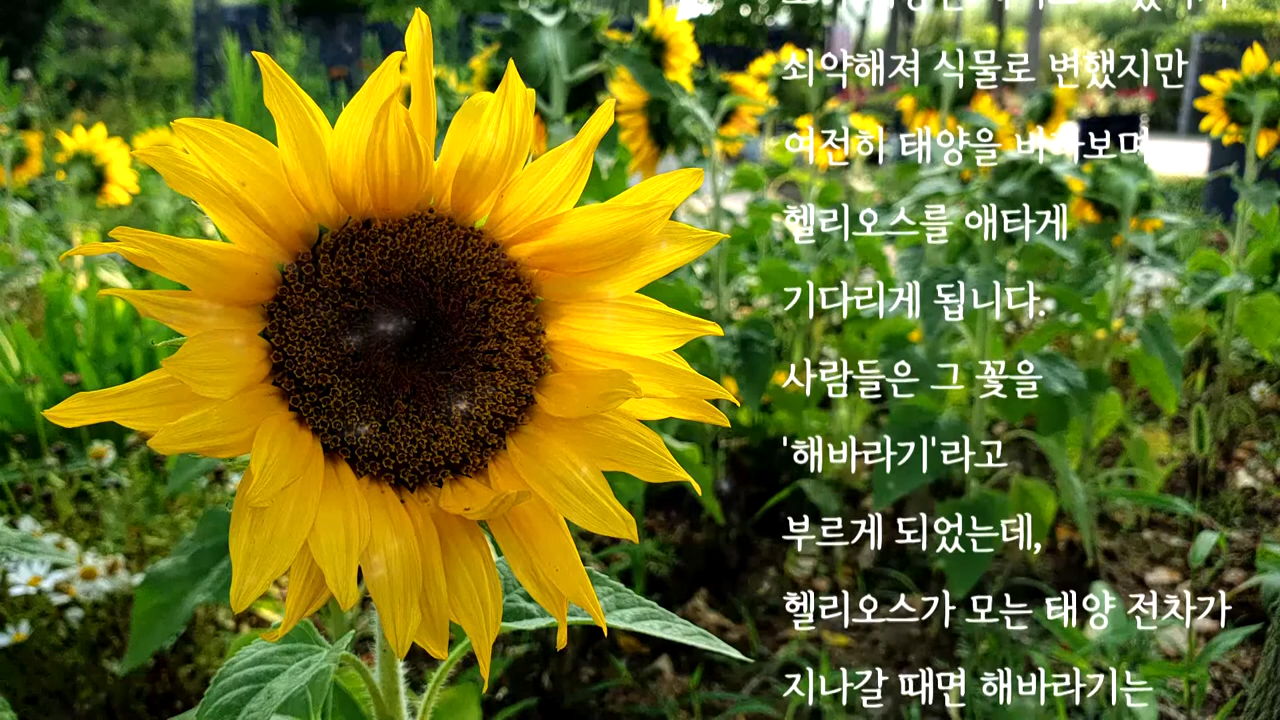 쇠약해져 식물로 변했지만
여전히 태양을 바라보며
헬리오스를 애타게
기다리게 됩니다.
사람들은 그 꽃을
'해바라기'라고
부르게 되었는데,
헬리오스가 모는 태양 전차가
지나갈 때면 해바라기는